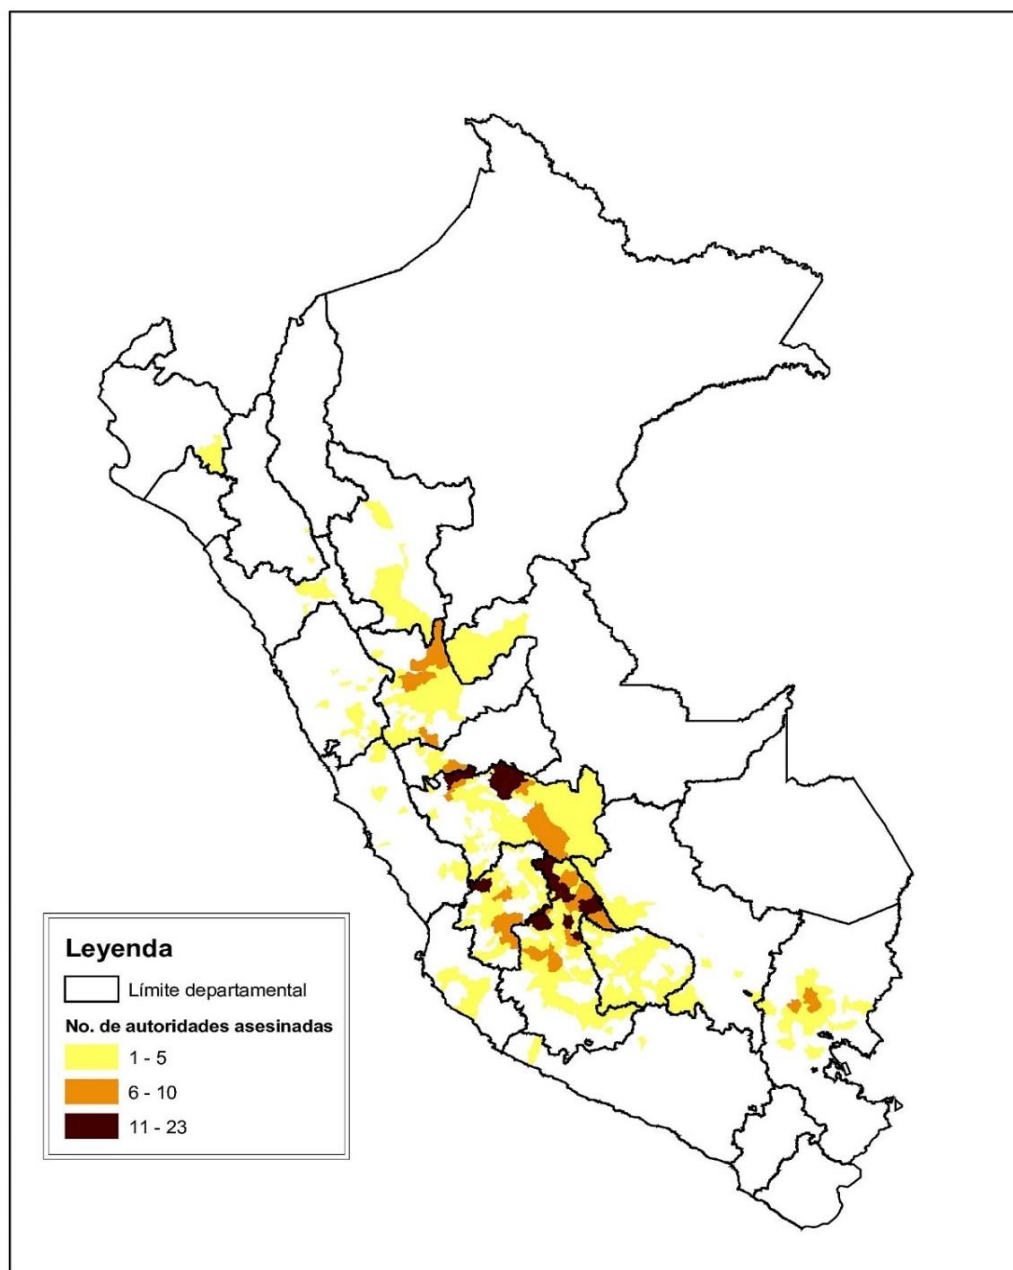 Leyenda
Límite departamental
No. de autoridades asesinadas
1 - 5
6 - 10
11 - 23